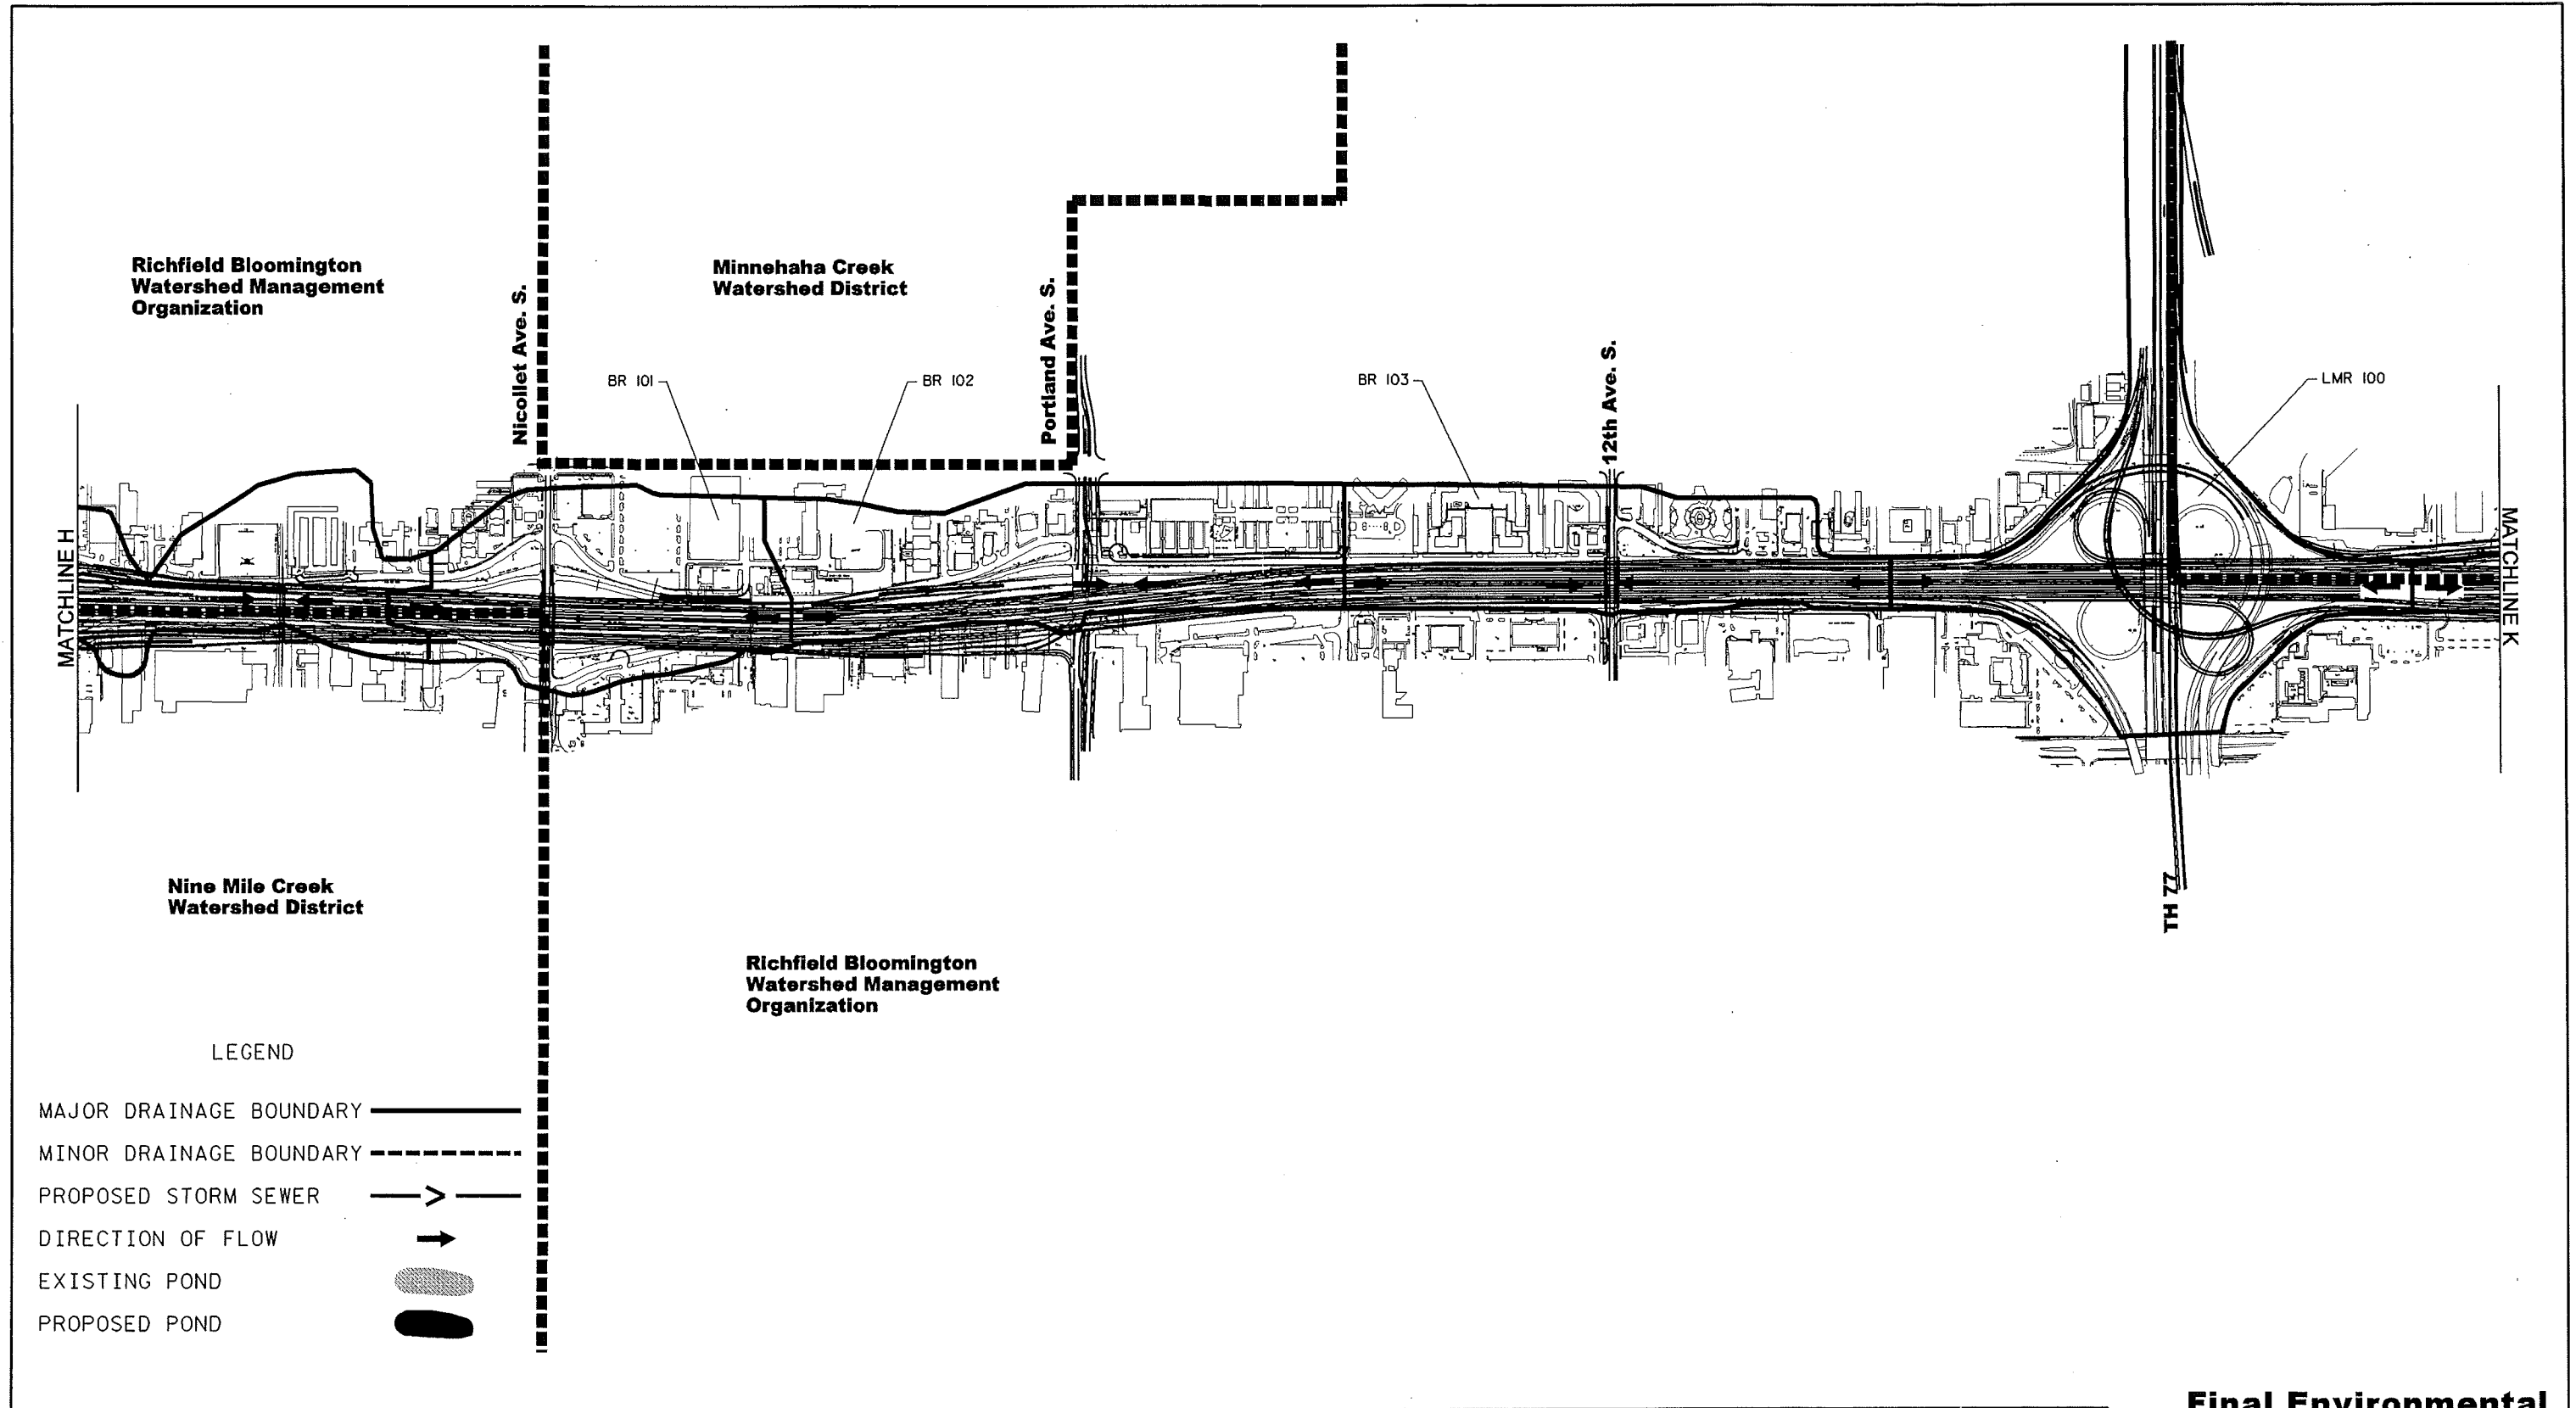 Richfield Bloomington
Watershed Management
Organization
Minnehaha Creek
Watershed District
Nicollet Ave. S.
Portland Ave. S.
12th Ave. S.
BR 101
BR 102
BR 103
LMR 100
MATCHLINE H
MATCHLINE K
TH 77
Nine Mile Creek
Watershed District
Richfield Bloomington
Watershed Management
Organization
LEGEND
MAJOR DRAINAGE BOUNDARY
MINOR DRAINAGE BOUNDARY
PROPOSED STORM SEWER
DIRECTION OF FLOW
EXISTING POND
PROPOSED POND
Final Environmental